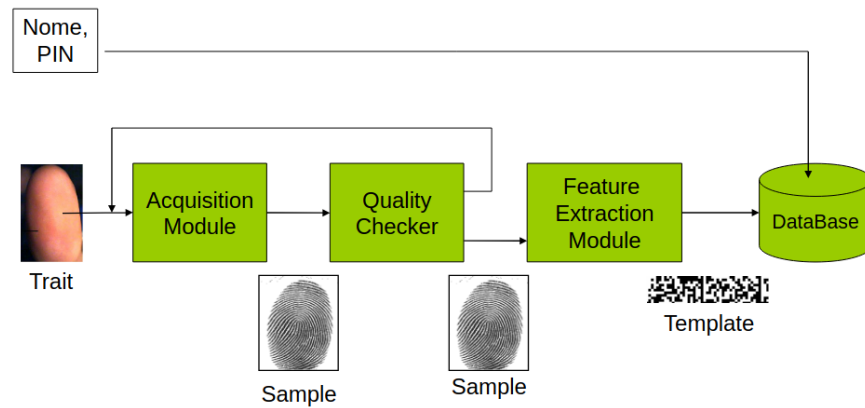 Nome,
PIN
Acquisition
Module
Quality
Checker
Feature
Extraction
Module
DataBase
Trait
Sample
Sample
Template